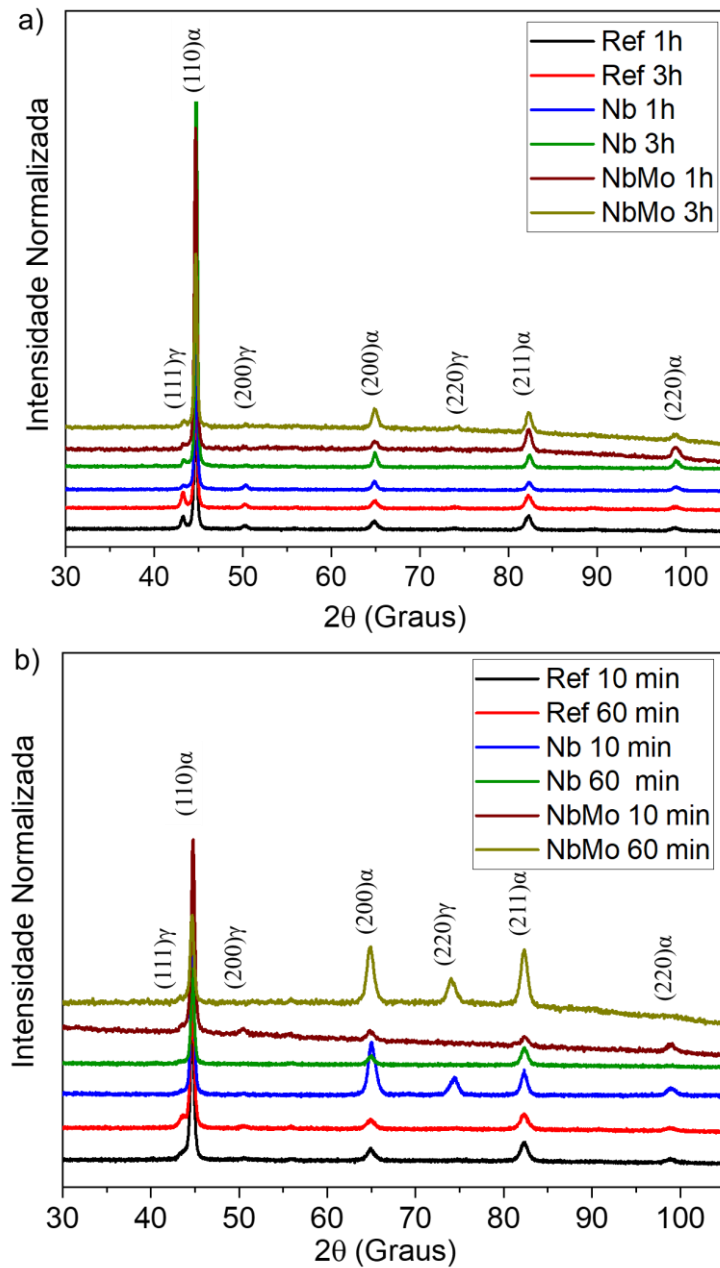 a)
Intensidade Normalizada
(111)γ
(110)α
(200)γ
(200)α
(220)γ
(211)α
(220)α
Ref 1h
Ref 3h
Nb 1h
Nb 3h
NbMo 1h
NbMo 3h
30 40 50 60 70 80 90 100
2θ (Graus)
b)
Intensidade Normalizada
(111)γ
(110)α
(200)γ
(200)α
(220)γ
(211)α
(220)α
Ref 10 min
Ref 60 min
Nb 10 min
Nb 60 min
NbMo 10 min
NbMo 60 min
30 40 50 60 70 80 90 100
2θ (Graus)